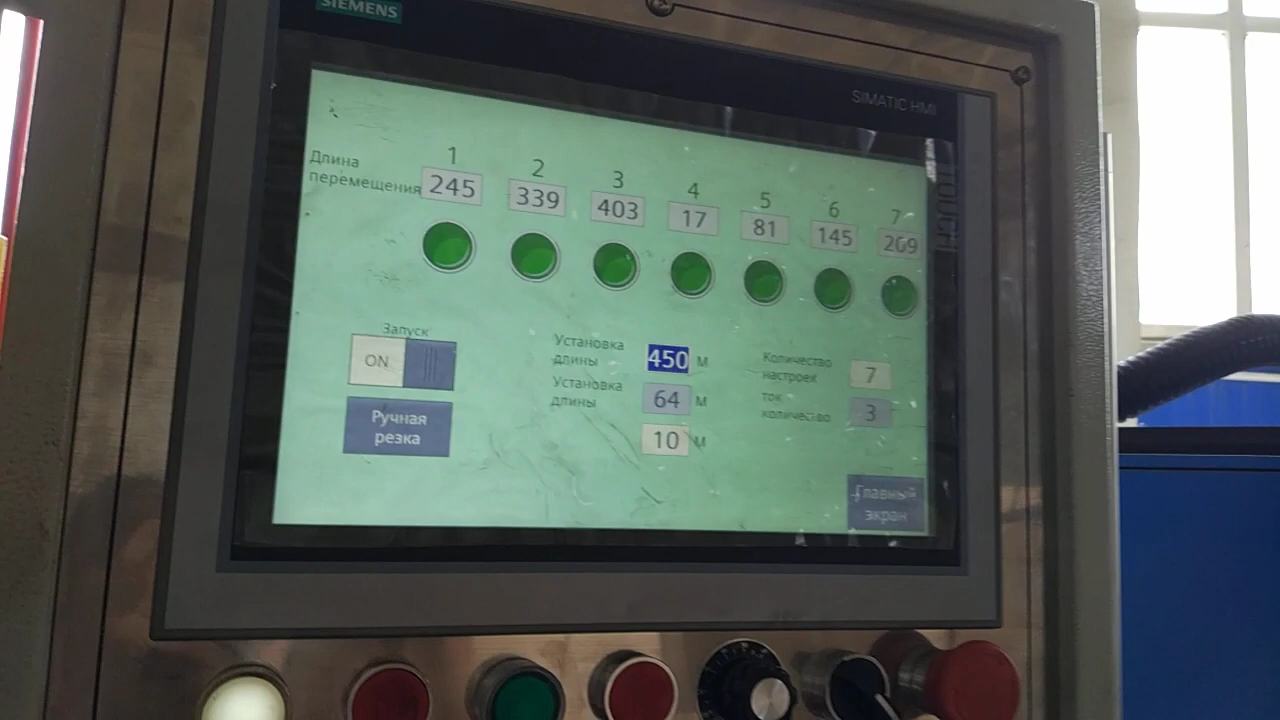 SIEMENS
SIMATIC HMI
TOUCH
1 2 3 4 5 6 7
Длина
перемещения
245 339 403 17 81 145 209
Запуск
ON
Ручная
резка
Установка
длины
450 М
Установка
длины
64 М
10 М
Количество
настроек
7
ток
количество
3
Главный
экран